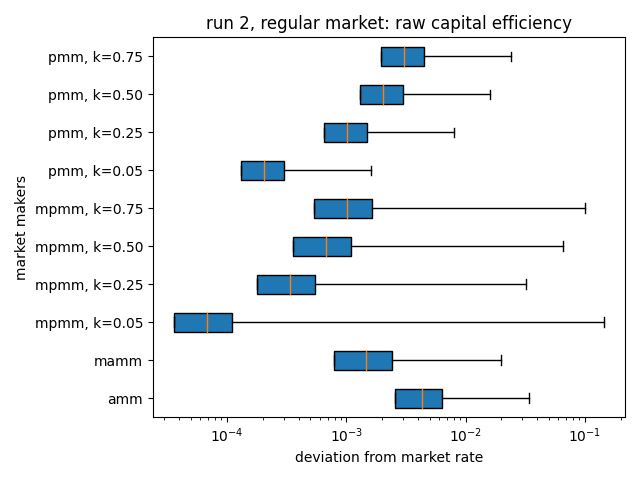 run 2, regular market: raw capital efficiency
market makers
pmm, k=0.75
pmm, k=0.50
pmm, k=0.25
pmm, k=0.05
mpmm, k=0.75
mpmm, k=0.50
mpmm, k=0.25
mpmm, k=0.05
mamm
amm
10⁻⁴ 10⁻³ 10⁻² 10⁻¹
deviation from market rate